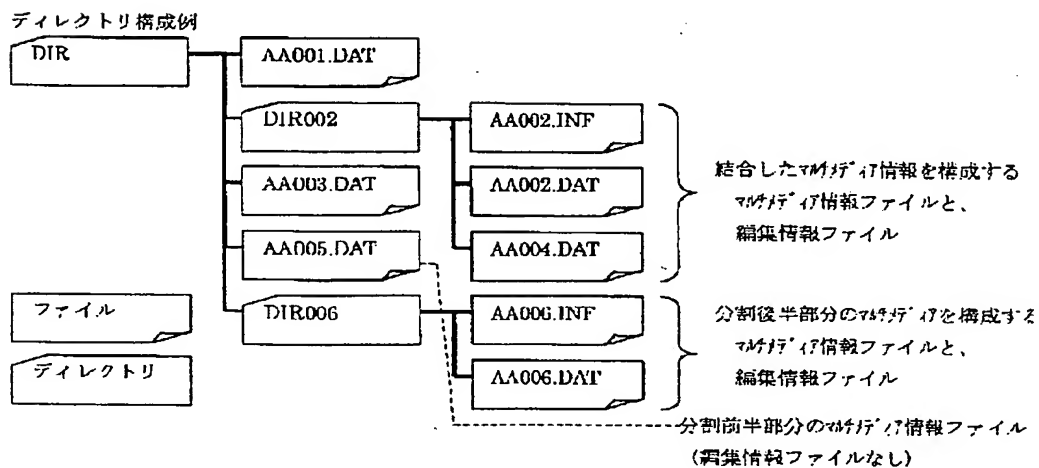 ディレクトリ構成例
DIR
AA001.DAT
DIR002
AA002.INF
AA003.DAT
AA002.DAT
AA005.DAT
AA004.DAT
結合したマルチメディア情報を構成する
マルチメディア情報ファイルと、
編集情報ファイル
DIR006
AA006.INF
AA006.DAT
分割後半部分のマルチメディアを構成する
マルチメディア情報ファイルと、
編集情報ファイル
ファイル
ディレクトリ
分割前半部分のマルチメディア情報ファイル
(編集情報ファイルなし)